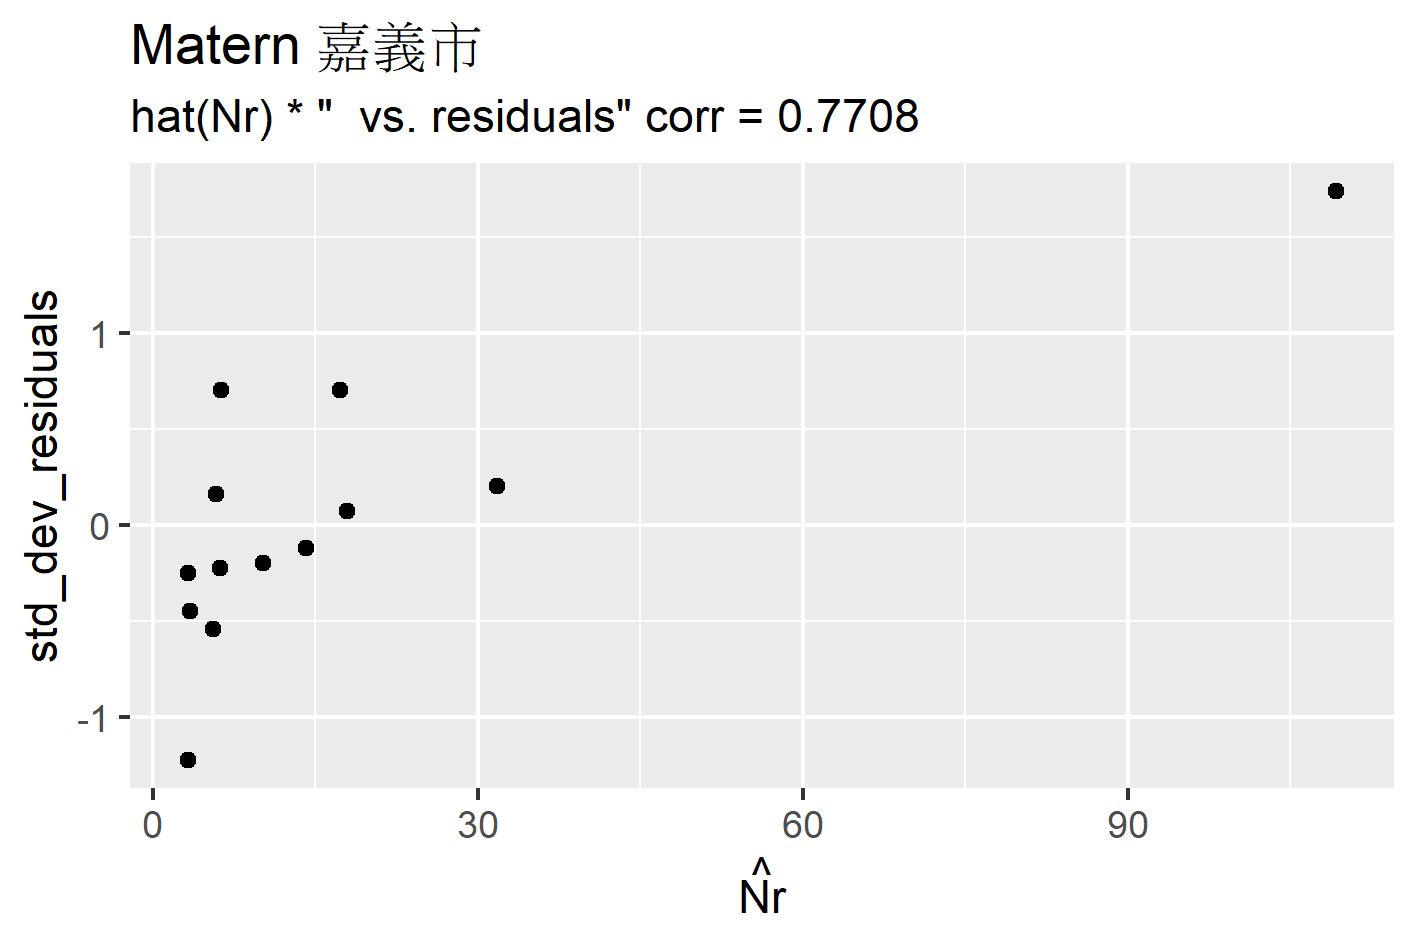 Matern 嘉義市
hat(Nr) * "  vs. residuals" corr = 0.7708
std_dev_residuals
1
0
-1
0 30 60 90
N̂r